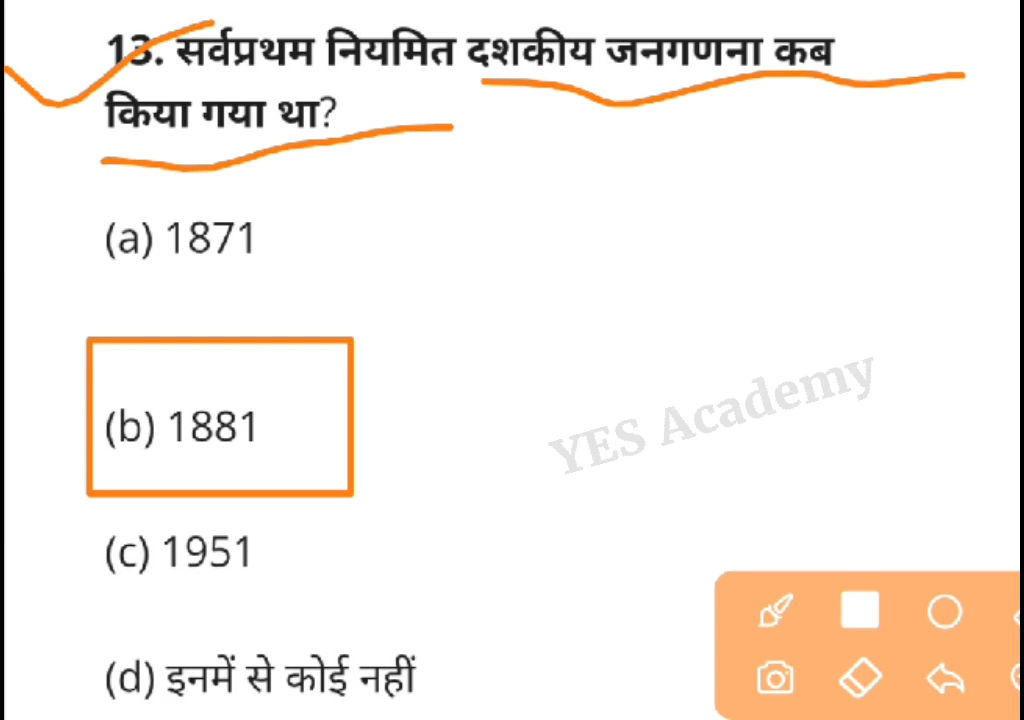 13. सर्वप्रथम नियमित दशकीय जनगणना कब
किया गया था?
(a) 1871
(b) 1881
YES Academy
(c) 1951
(d) इनमें से कोई नहीं